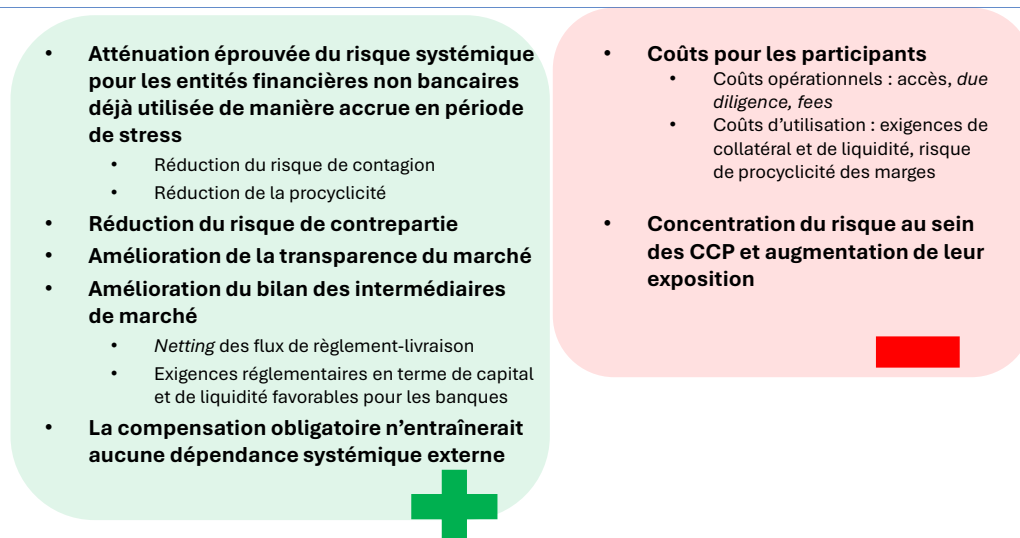 • Atténuation éprouvée du risque systémique
pour les entités financières non bancaires
déjà utilisée de manière accrue en période
de stress
• Réduction du risque de contagion
• Réduction de la procyclicité
• Réduction du risque de contrepartie
• Amélioration de la transparence du marché
• Amélioration du bilan des intermédiaires
de marché
• Netting des flux de règlement-livraison
• Exigences réglementaires en terme de capital
et de liquidité favorables pour les banques
• La compensation obligatoire n’entraînerait
aucune dépendance systémique externe
• Coûts pour les participants
• Coûts opérationnels : accès, due
diligence, fees
• Coûts d’utilisation : exigences de
collatéral et de liquidité, risque
de procyclicité des marges
• Concentration du risque au sein
des CCP et augmentation de leur
exposition